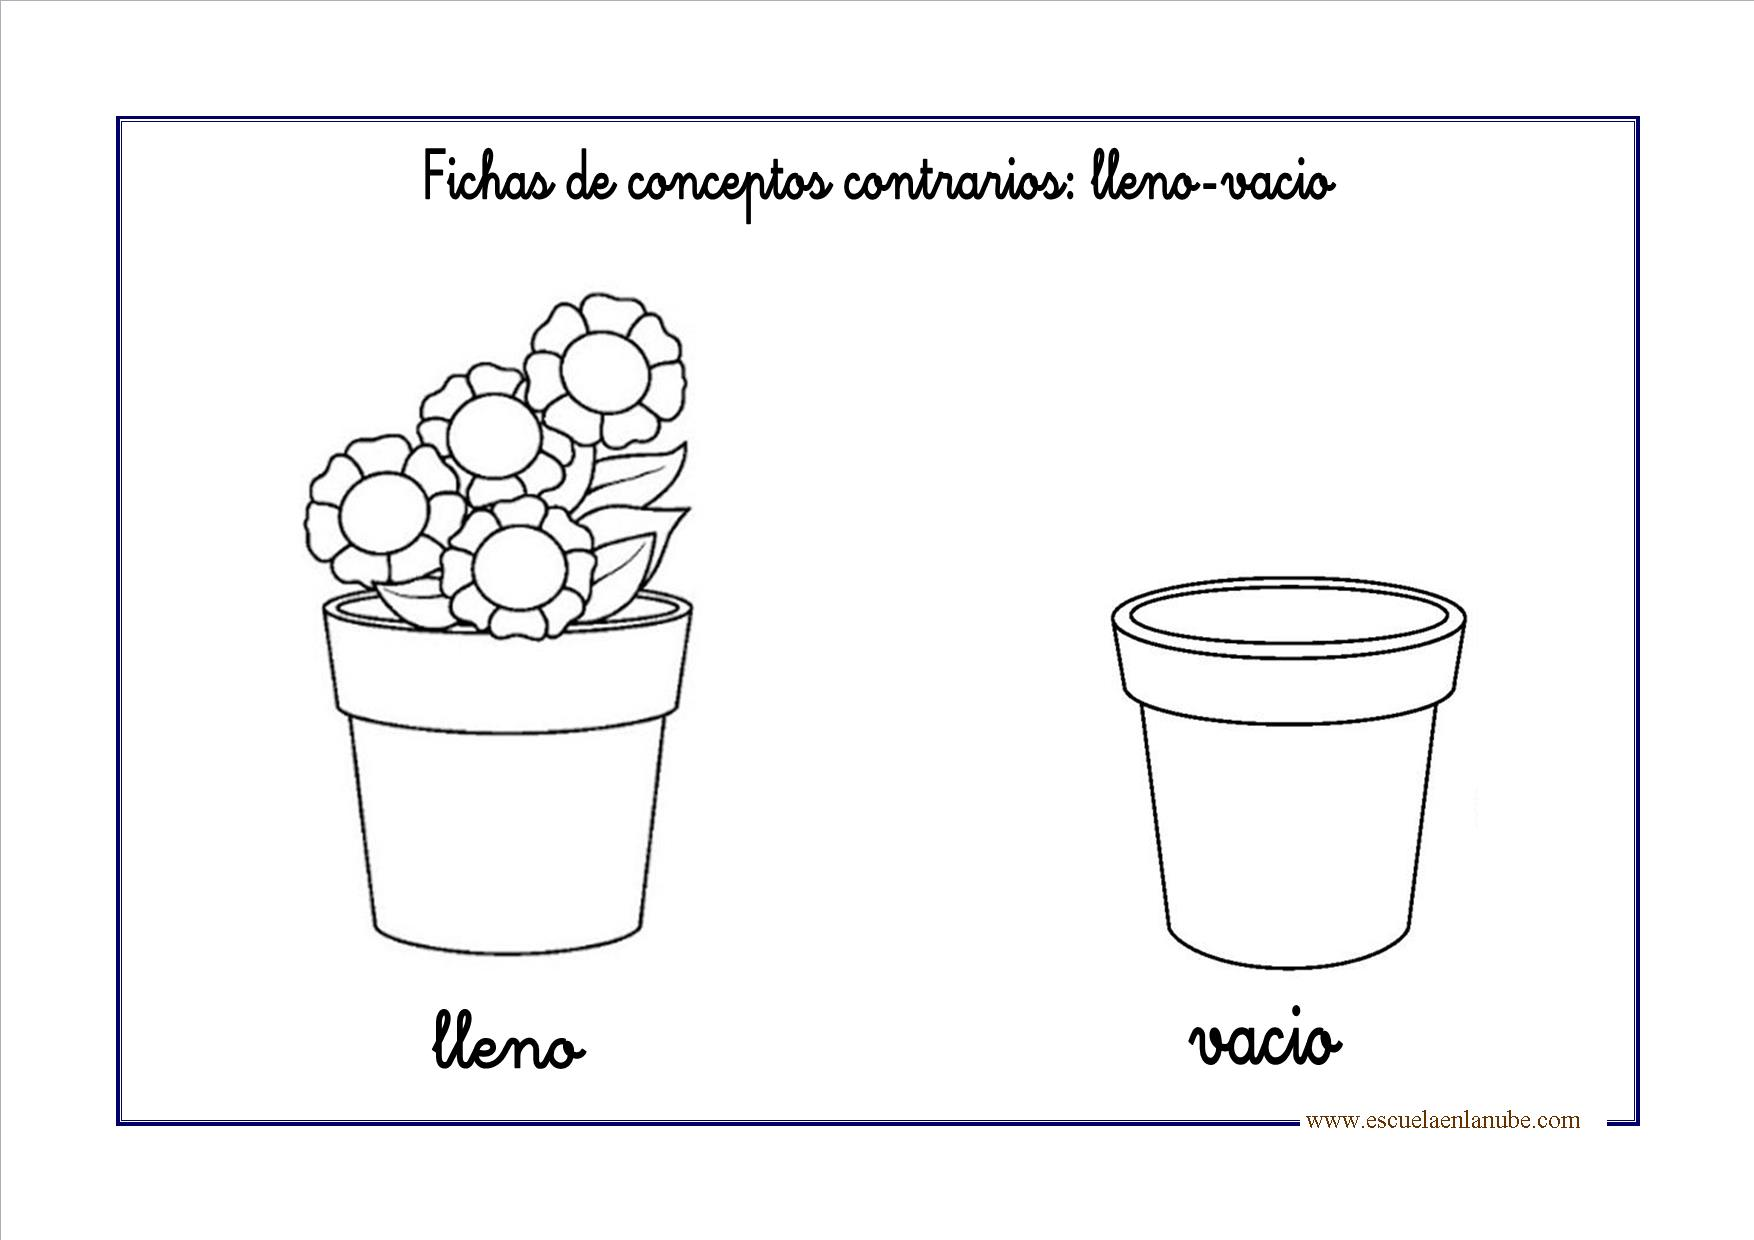 Fichas de conceptos contrarios: lleno-vacio
lleno
vacio
www.escuelaenlanube.com